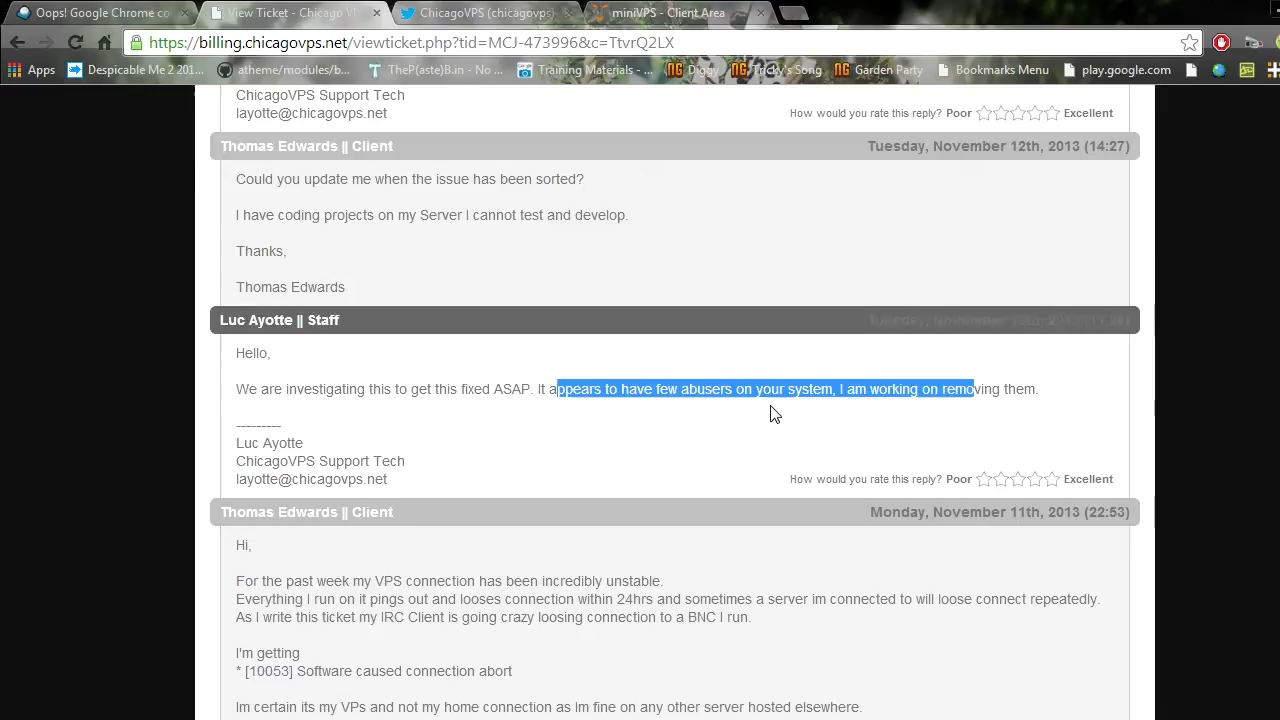 Oops! Google Chrome co
View Ticket - Chicago V
ChicagoVPS (chicagovps)
miniVPS - Client Area
https://billing.chicagovps.net/viewticket.php?tid=MCJ-473996&c=TtvrQ2LX
Apps
Despicable Me 2 201...
atheme/modules/b...
TheP(aste)B.in - No ...
Training Materials - ...
NG Diggy
NG Tricky's Song
NG Garden Party
Bookmarks Menu
play.google.com
ChicagoVPS Support Tech
layotte@chicagovps.net
How would you rate this reply? Poor Excellent
Thomas Edwards || Client
Tuesday, November 12th, 2013 (14:27)
Could you update me when the issue has been sorted?
I have coding projects on my Server I cannot test and develop.
Thanks,
Thomas Edwards
Luc Ayotte || Staff
Tuesday, November
Hello,
We are investigating this to get this fixed ASAP. It appears to have few abusers on your system, I am working on removing them.
---------
Luc Ayotte
ChicagoVPS Support Tech
layotte@chicagovps.net
How would you rate this reply? Poor Excellent
Thomas Edwards || Client
Monday, November 11th, 2013 (22:53)
Hi,
For the past week my VPS connection has been incredibly unstable.
Everything I run on it pings out and looses connection within 24hrs and sometimes a server im connected to will loose connect repeatedly.
As I write this ticket my IRC Client is going crazy loosing connection to a BNC I run.
I'm getting
* [10053] Software caused connection abort
Im certain its my VPs and not my home connection as Im fine on any other server hosted elsewhere.